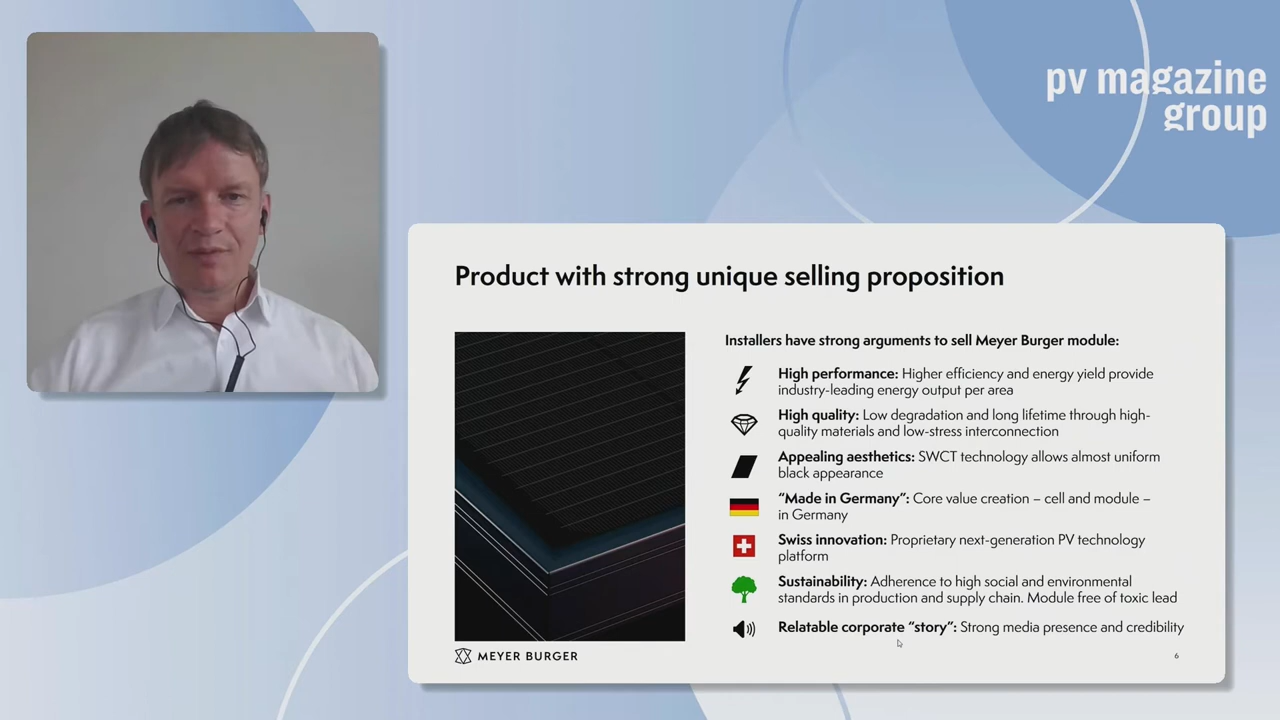 pv magazine
group
Product with strong unique selling proposition
Installers have strong arguments to sell Meyer Burger module:
High performance: Higher efficiency and energy yield provide
industry-leading energy output per area
High quality: Low degradation and long lifetime through high-
quality materials and low-stress interconnection
Appealing aesthetics: SWCT technology allows almost uniform
black appearance
“Made in Germany”: Core value creation – cell and module –
in Germany
Swiss innovation: Proprietary next-generation PV technology
platform
Sustainability: Adherence to high social and environmental
standards in production and supply chain. Module free of toxic lead
Relatable corporate “story”: Strong media presence and credibility
MEYER BURGER
6